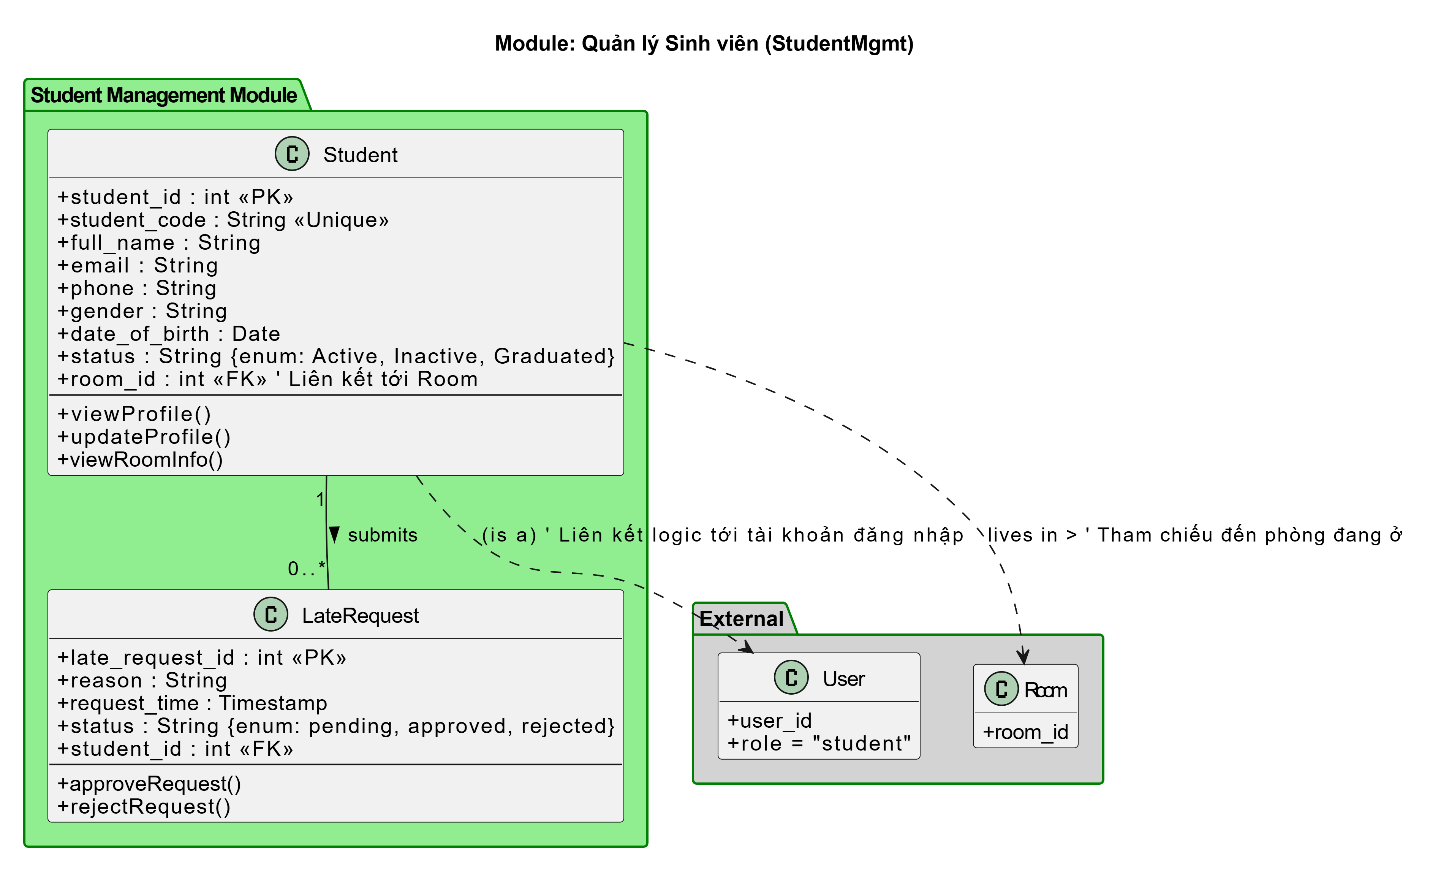 Module: Quản lý Sinh viên (StudentMgmt)
Student Management Module
C Student
+student_id : int «PK»
+student_code : String «Unique»
+full_name : String
+email : String
+phone : String
+gender : String
+date_of_birth : Date
+status : String {enum: Active, Inactive, Graduated}
+room_id : int «FK» ' Liên kết tới Room
+viewProfile()
+updateProfile()
+viewRoomInfo()
1
submits
(is a) ' Liên kết logic tới tài khoản đăng nhập
lives in > ' Tham chiếu đến phòng đang ở
0..*
C LateRequest
+late_request_id : int «PK»
+reason : String
+request_time : Timestamp
+status : String {enum: pending, approved, rejected}
+student_id : int «FK»
+approveRequest()
+rejectRequest()
External
C User
+user_id
+role = "student"
C Room
+room_id